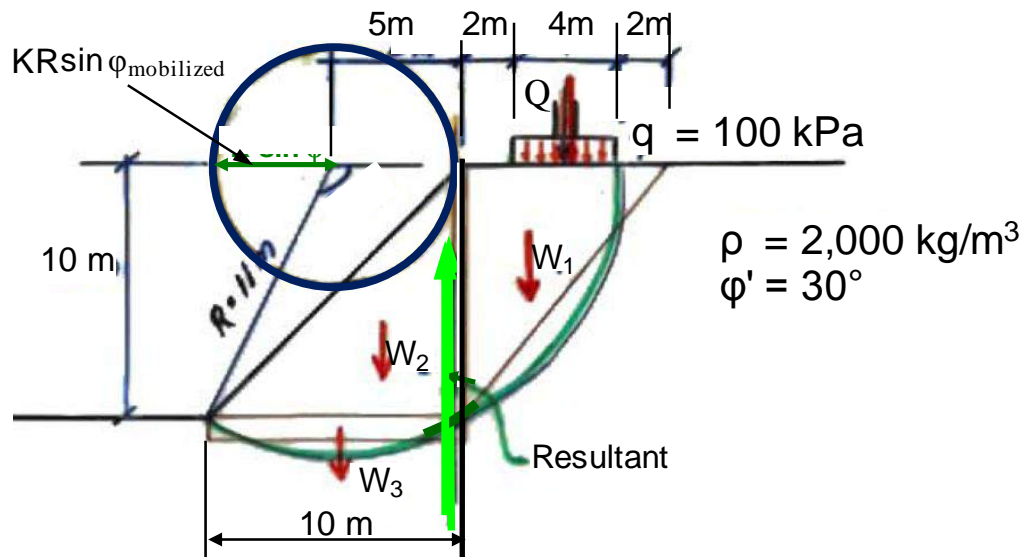 5m 2m 4m 2m
KRsin φmobilized
Q
q = 100 kPa
10 m
R=11m
W₁
ρ = 2,000 kg/m³
φ' = 30°
W₂
Resultant
W₃
10 m